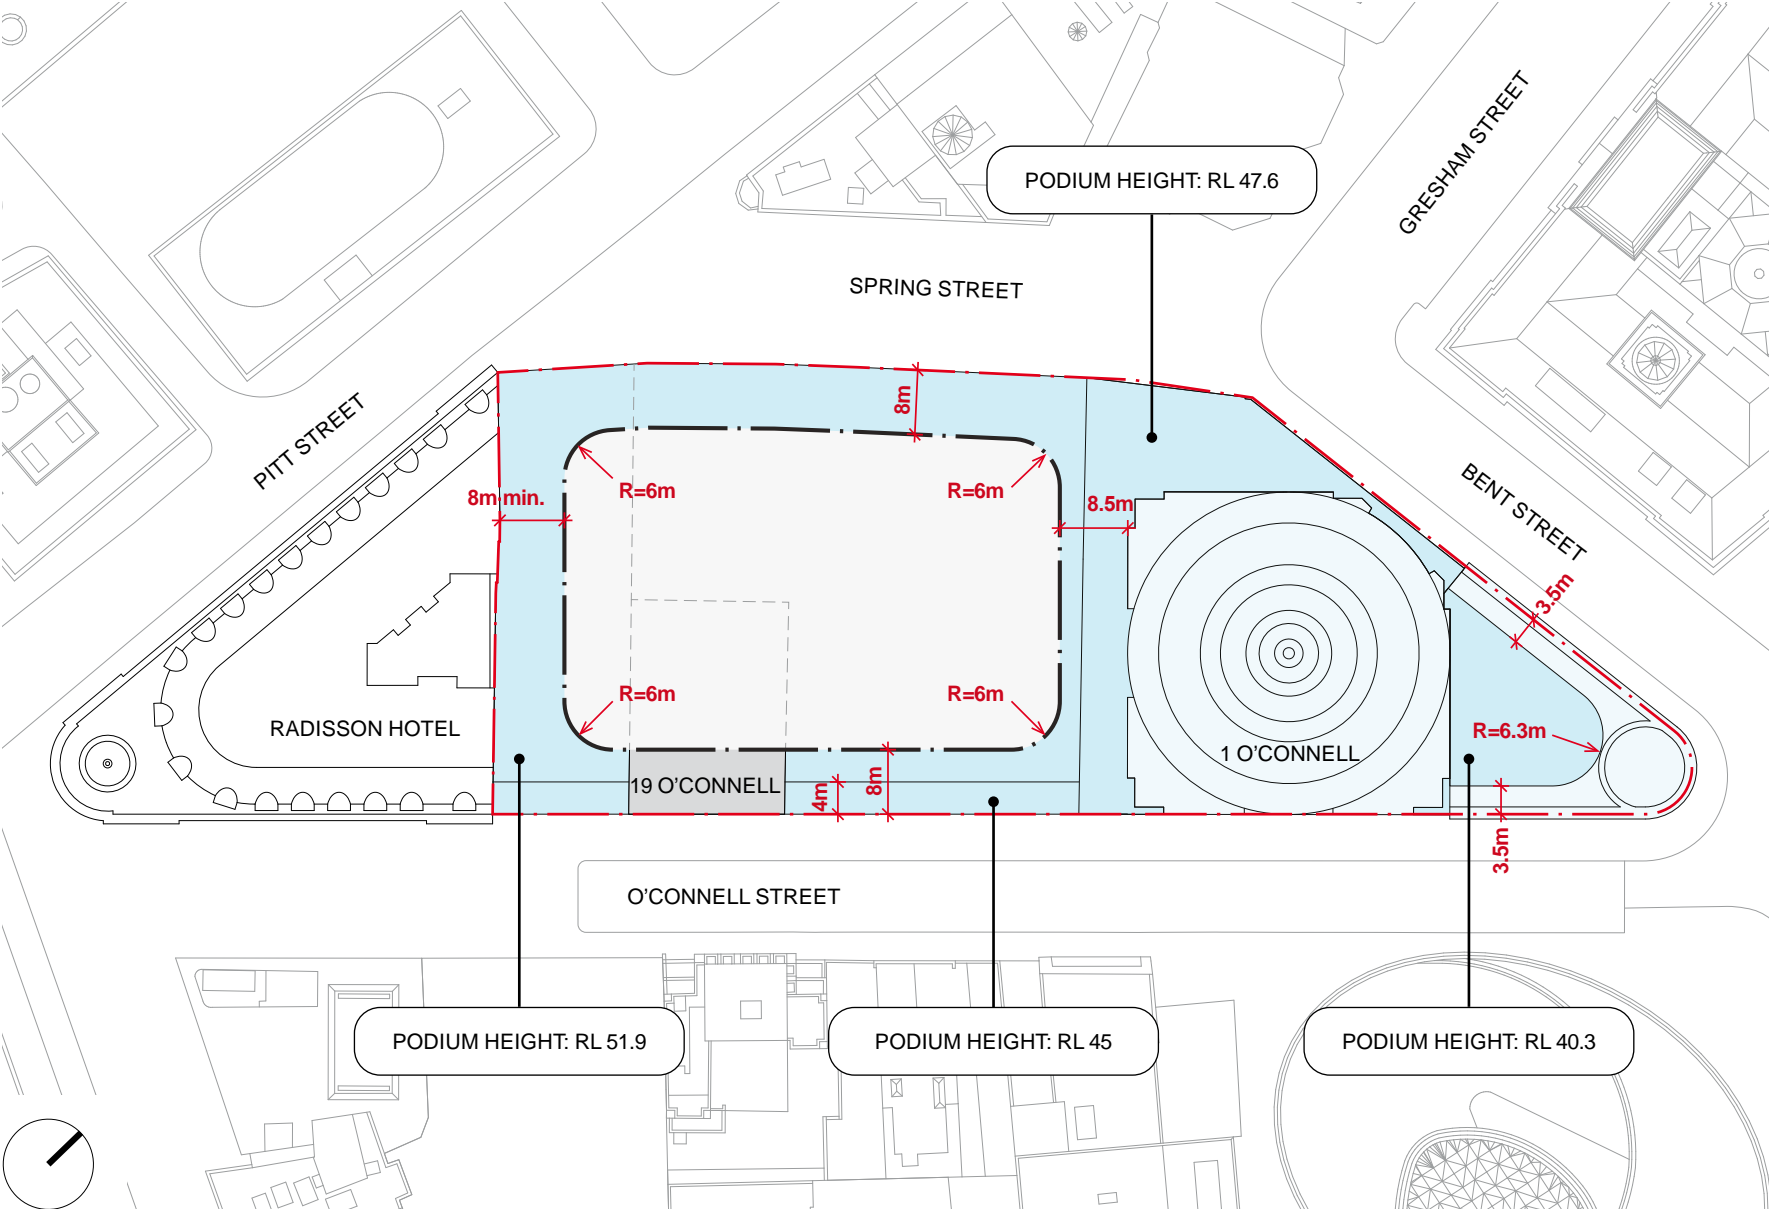 GRESHAM STREET
PODIUM HEIGHT: RL 47.6
SPRING STREET
PITT STREET
8m
8m min.
R=6m
R=6m
8.5m
BENT STREET
3.5m
R=6m
R=6m
RADISSON HOTEL
R=6.3m
1 O'CONNELL
19 O'CONNELL
4m
8m
3.5m
O'CONNELL STREET
PODIUM HEIGHT: RL 51.9
PODIUM HEIGHT: RL 45
PODIUM HEIGHT: RL 40.3